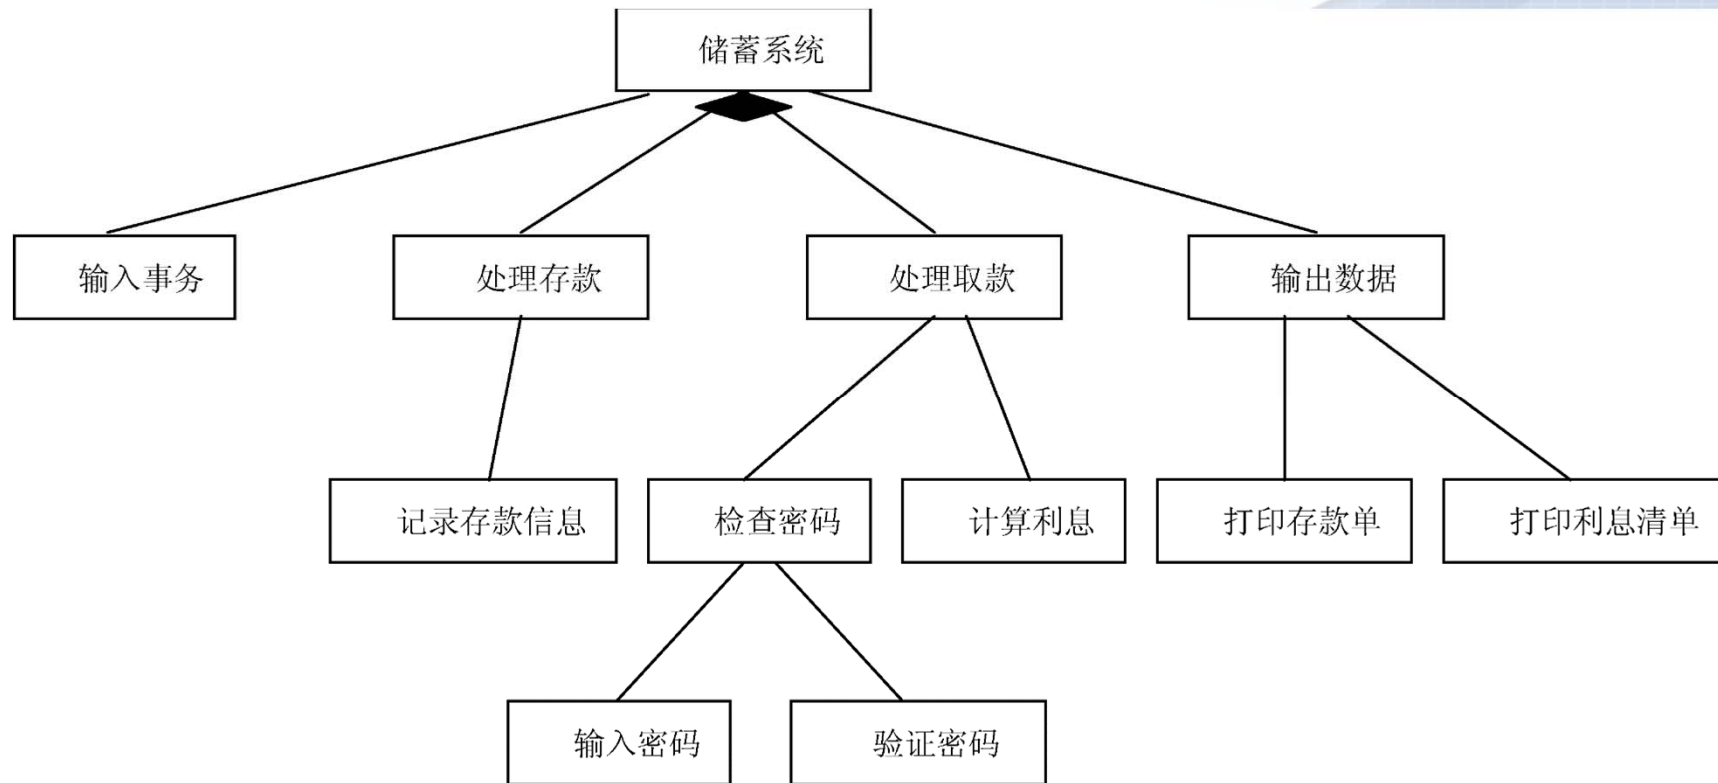 储蓄系统
输入事务
处理存款
处理取款
输出数据
记录存款信息
检查密码
计算利息
打印存款单
打印利息清单
输入密码
验证密码